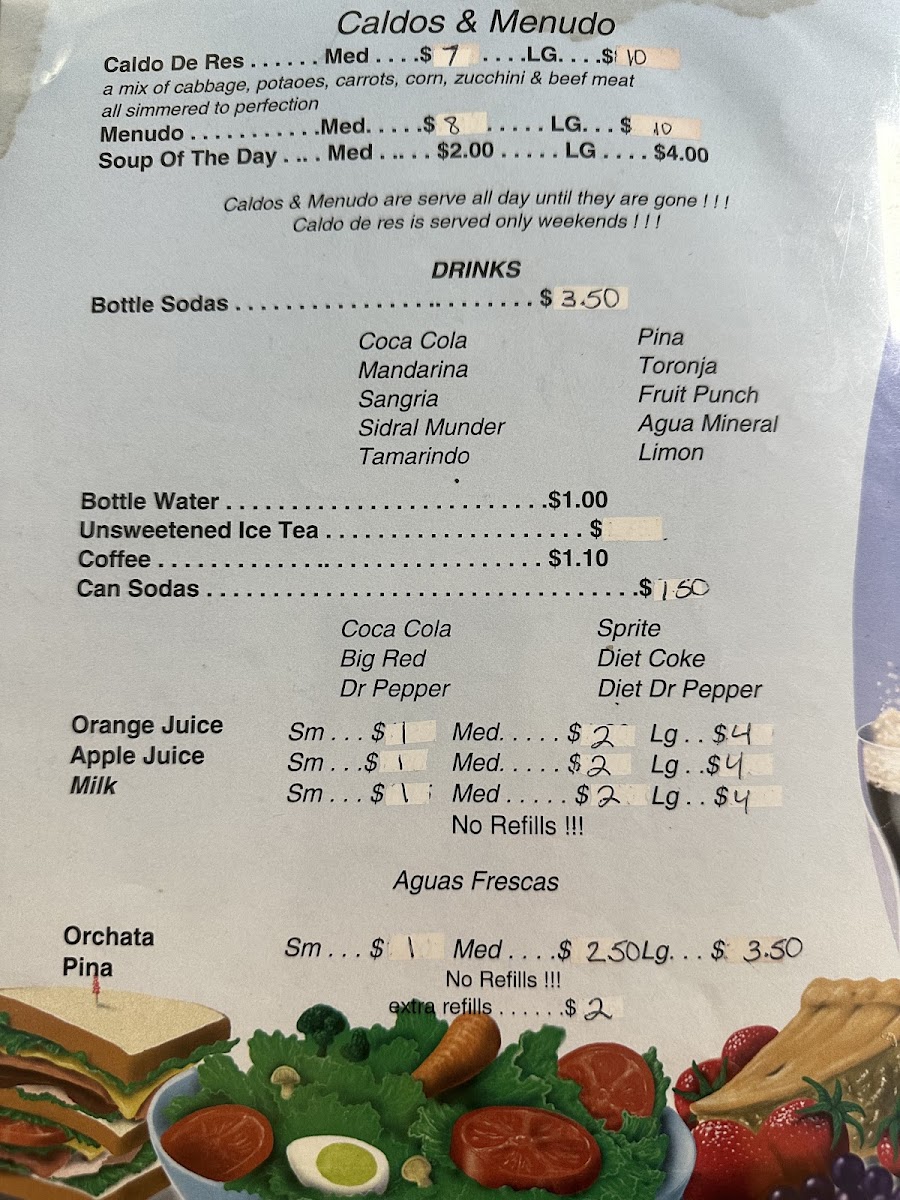 Caldos & Menudo
Caldo De Res . . . . . . Med . . . .$ 7 . . . .LG. . . .$ 10
a mix of cabbage, potaoes, carrots, corn, zucchini & beef meat
all simmered to perfection
Menudo . . . . . . . . . . .Med. . . . .$ 8 . . . . . LG. . . $ 10
Soup Of The Day . . .. Med . . .. . . $2.00 . . . . . LG . . . . $4.00
Caldos & Menudo are serve all day until they are gone ! ! !
Caldo de res is served only weekends ! ! !
DRINKS
Bottle Sodas . . . . . . . . . . . . . . . . .. . . . . . . . $ 3.50
Coca Cola Pina
Mandarina Toronja
Sangria Fruit Punch
Sidral Munder Agua Mineral
Tamarindo Limon
Bottle Water . . . . . . . . . . . . . . . . . . . . . . . . .$1.00
Unsweetened Ice Tea . . . . . . . . . . . . . . . . . . . . $
Coffee . . . . . . . . . . . . .. . . . . . . . . . . . . . . . . $1.10
Can Sodas . . . . . . . . . . . . . . . . . . . . . . . . . . . . . . . . .$ 1.50
Coca Cola Sprite
Big Red Diet Coke
Dr Pepper Diet Dr Pepper
Orange Juice Sm . . . $ 1 Med. . . . . $ 2 Lg . . $ 4
Apple Juice Sm . . .$ 1 Med. . . . . $ 2 Lg . .$ 4
Milk Sm . . . $ 1 Med . . . . . $ 2 Lg . . $ 4
No Refills !!!
Aguas Frescas
Orchata Sm . . . $ 1 Med . . . .$ 2.50 Lg. . . $ 3.50
Pina
No Refills !!!
extra refills . . . . . .$ 2